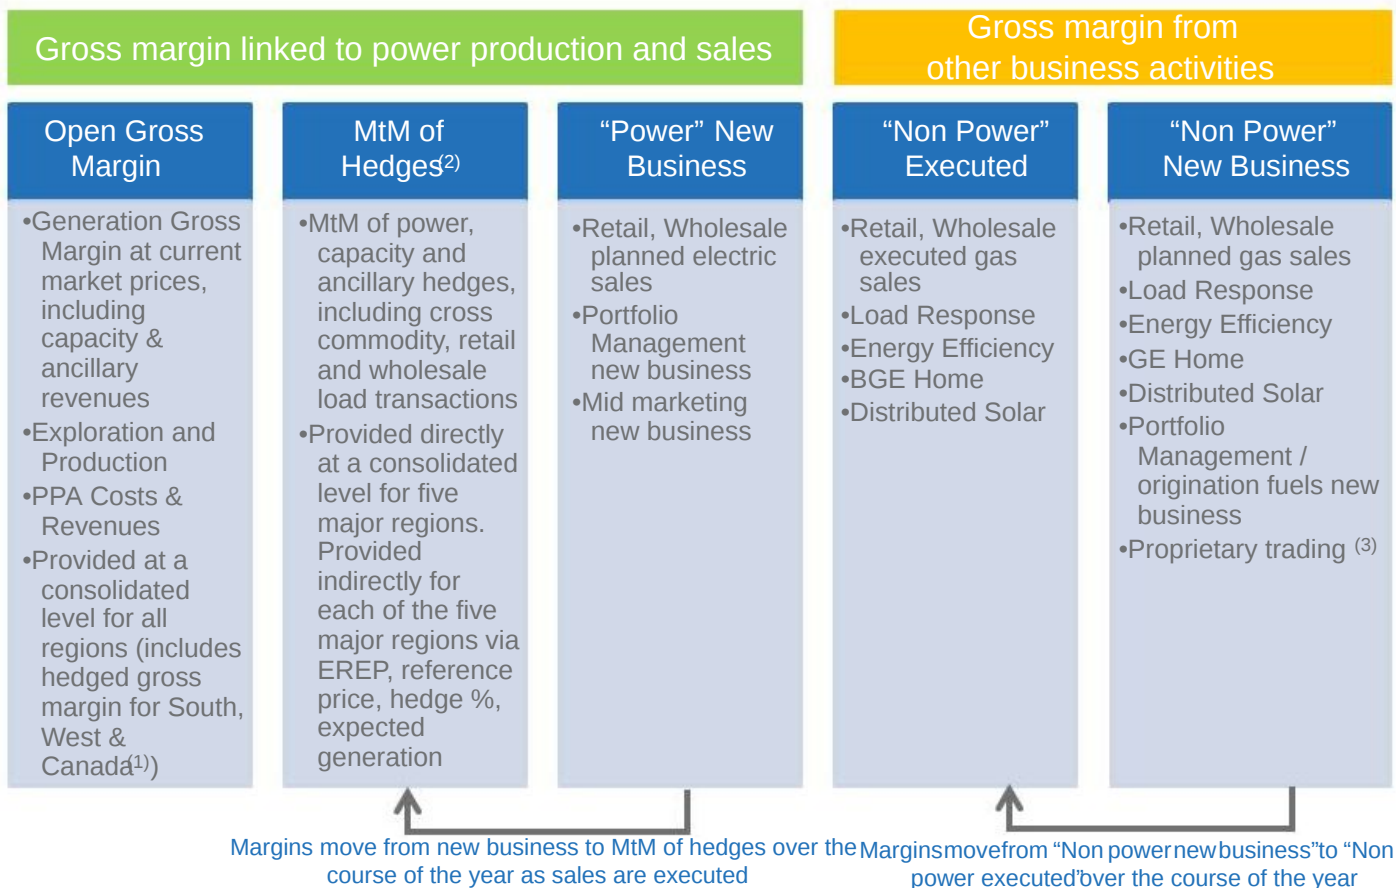 Gross margin linked to power production and sales
Gross margin from
other business activities
Open Gross
Margin
•Generation Gross
Margin at current
market prices,
including
capacity &
ancillary
revenues
•Exploration and
Production
•PPA Costs &
Revenues
•Provided at a
consolidated
level for all
regions (includes
hedged gross
margin for South,
West &
Canada(1))
MtM of
Hedges(2)
•MtM of power,
capacity and
ancillary hedges,
including cross
commodity, retail
and wholesale
load transactions
•Provided directly
at a consolidated
level for five
major regions.
Provided
indirectly for
each of the five
major regions via
EREP, reference
price, hedge %,
expected
generation
“Power” New
Business
•Retail, Wholesale
planned electric
sales
•Portfolio
Management
new business
•Mid marketing
new business
“Non Power”
Executed
•Retail, Wholesale
executed gas
sales
•Load Response
•Energy Efficiency
•BGE Home
•Distributed Solar
“Non Power”
New Business
•Retail, Wholesale
planned gas sales
•Load Response
•Energy Efficiency
•GE Home
•Distributed Solar
•Portfolio
Management /
origination fuels new
business
•Proprietary trading (3)
Margins move from new business to MtM of hedges over the
course of the year as sales are executed
Margins move from “Non power new business” to “Non
power executed” over the course of the year